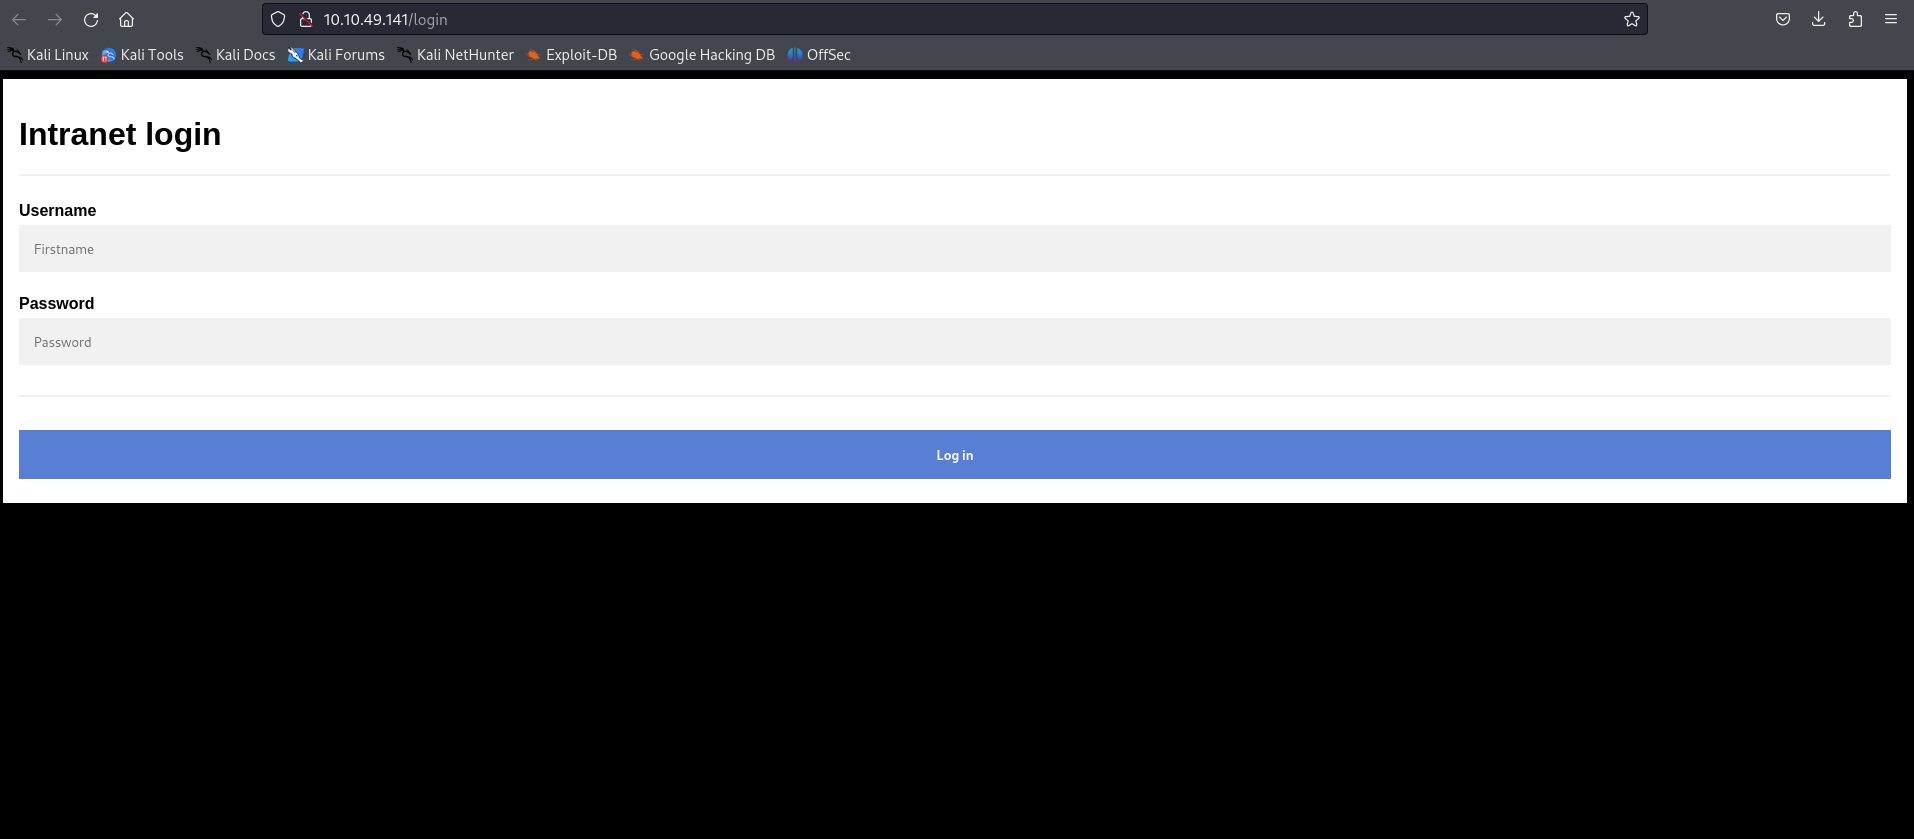 10.10.49.141/login
Kali Linux Kali Tools Kali Docs Kali Forums Kali NetHunter Exploit-DB Google Hacking DB OffSec
Intranet login
Username
Firstname
Password
Password
Log in